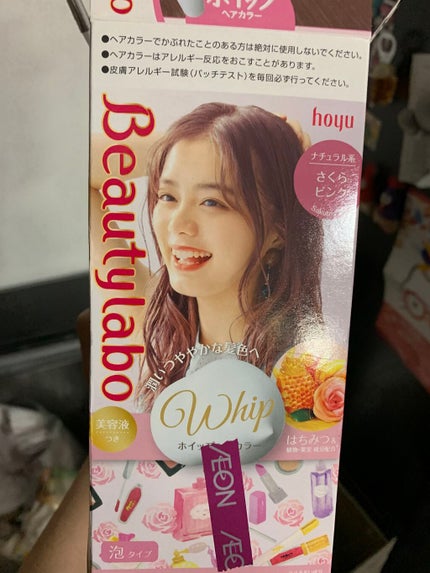 ホイップ
ヘアカラー
●ヘアカラーでかぶれたことのある方は絶対に使用しないでください。
●ヘアカラーはアレルギー反応をおこすことがあります。
●皮膚アレルギー試験（パッチテスト）を毎回必ず行ってください。
hoyu
Beautylabo
ナチュラル系
さくら
ピンク
潤いつややかな髪色へ
Whip
美容液
つき
はちみつ&
AEON
泡タイプ